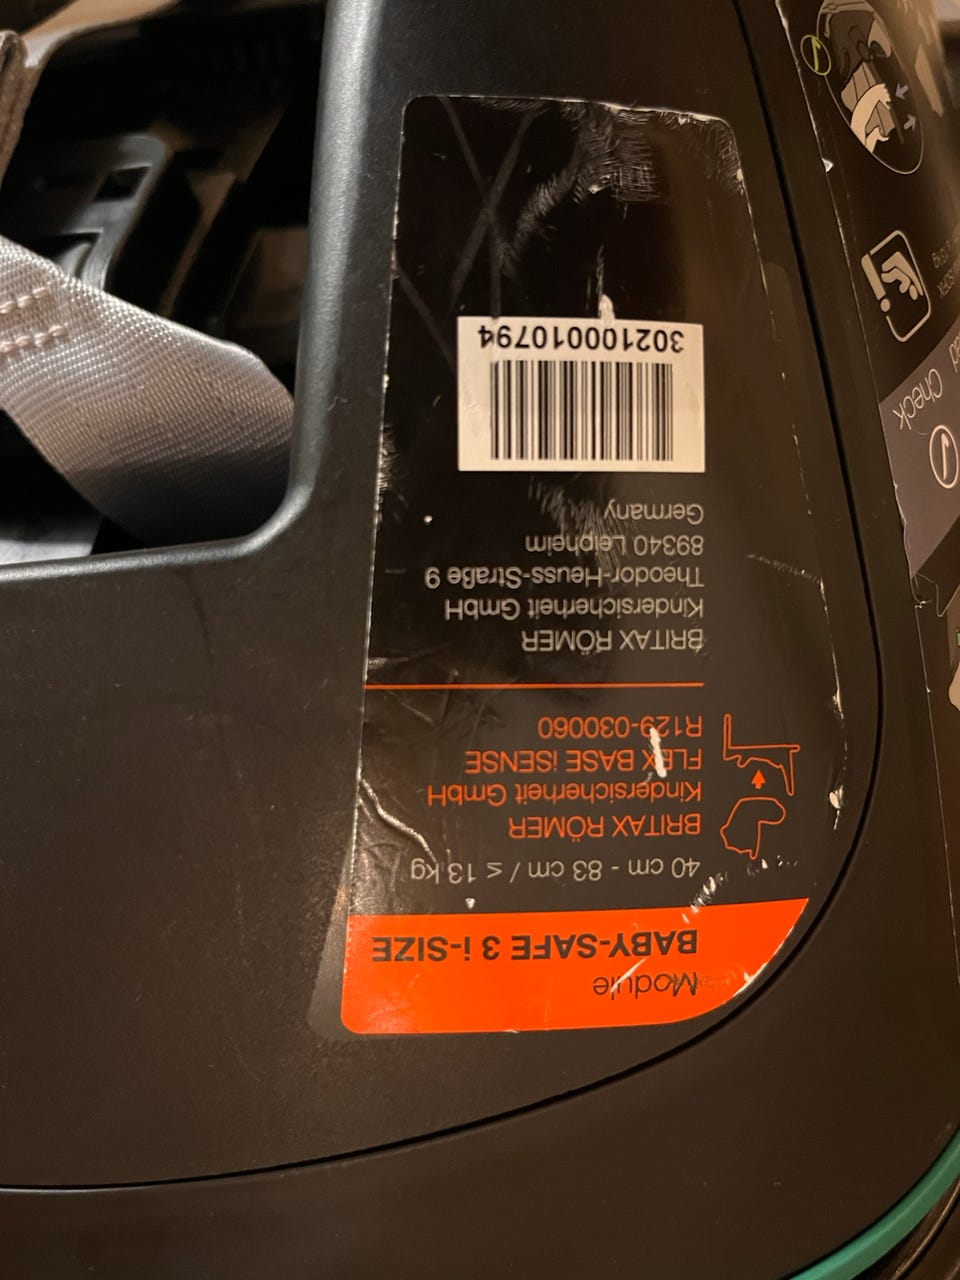 Module
BABY-SAFE 3 i-SIZE
40 cm - 83 cm / ≤ 13 kg
BRITAX RÖMER
Kindersicherheit GmbH
FLEX BASE iSENSE
R129-030060
BRITAX RÖMER
Kindersicherheit GmbH
Theodor-Heuss-Straße 9
89340 Leipheim
Germany
302100010794
Check